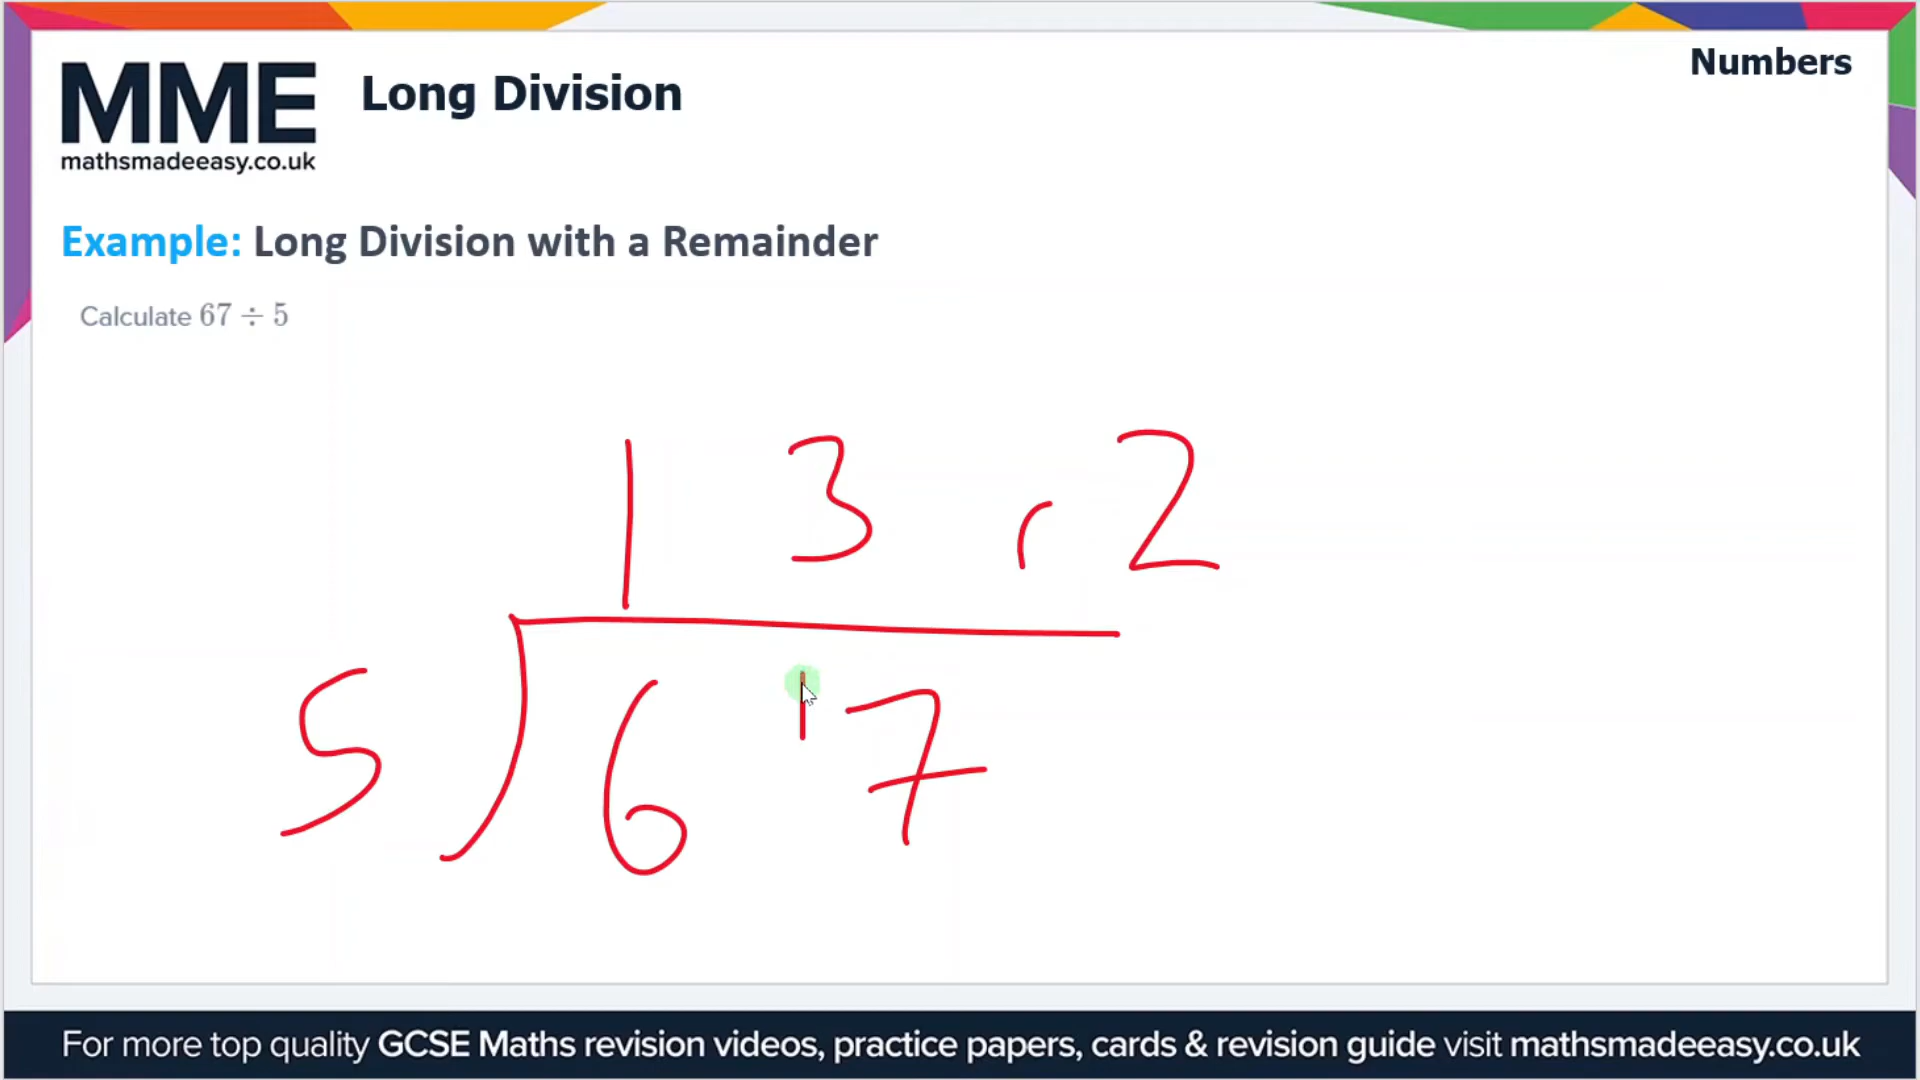 Numbers
MME
Long Division
mathsmadeeasy.co.uk
Example: Long Division with a Remainder
Calculate 67 ÷ 5
1 3 r 2
5 6 1 7
For more top quality GCSE Maths revision videos, practice papers, cards & revision guide visit mathsmadeeasy.co.uk